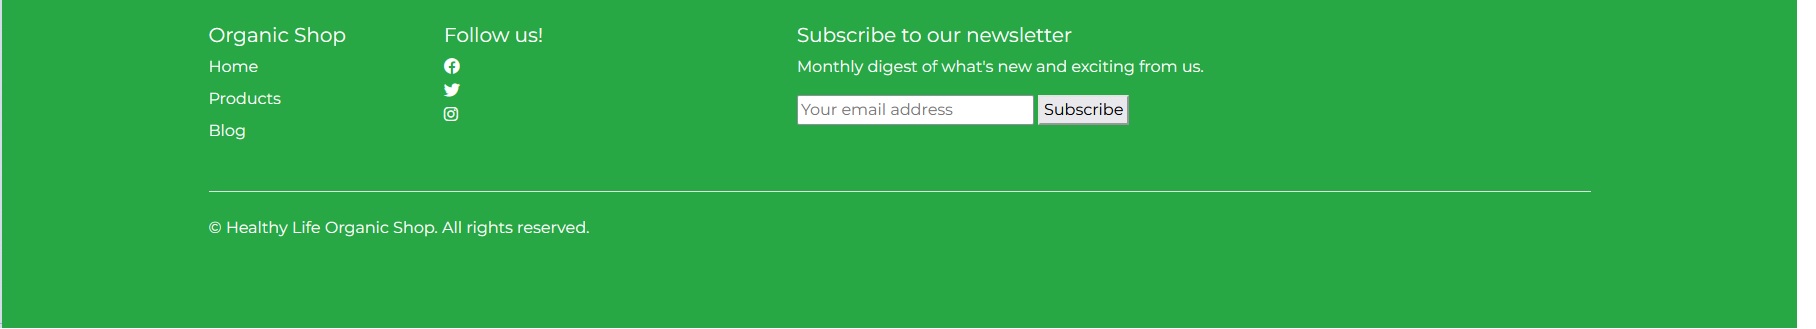 Organic Shop
Home
Products
Blog
Follow us!
Subscribe to our newsletter
Monthly digest of what's new and exciting from us.
Your email address
Subscribe
© Healthy Life Organic Shop. All rights reserved.